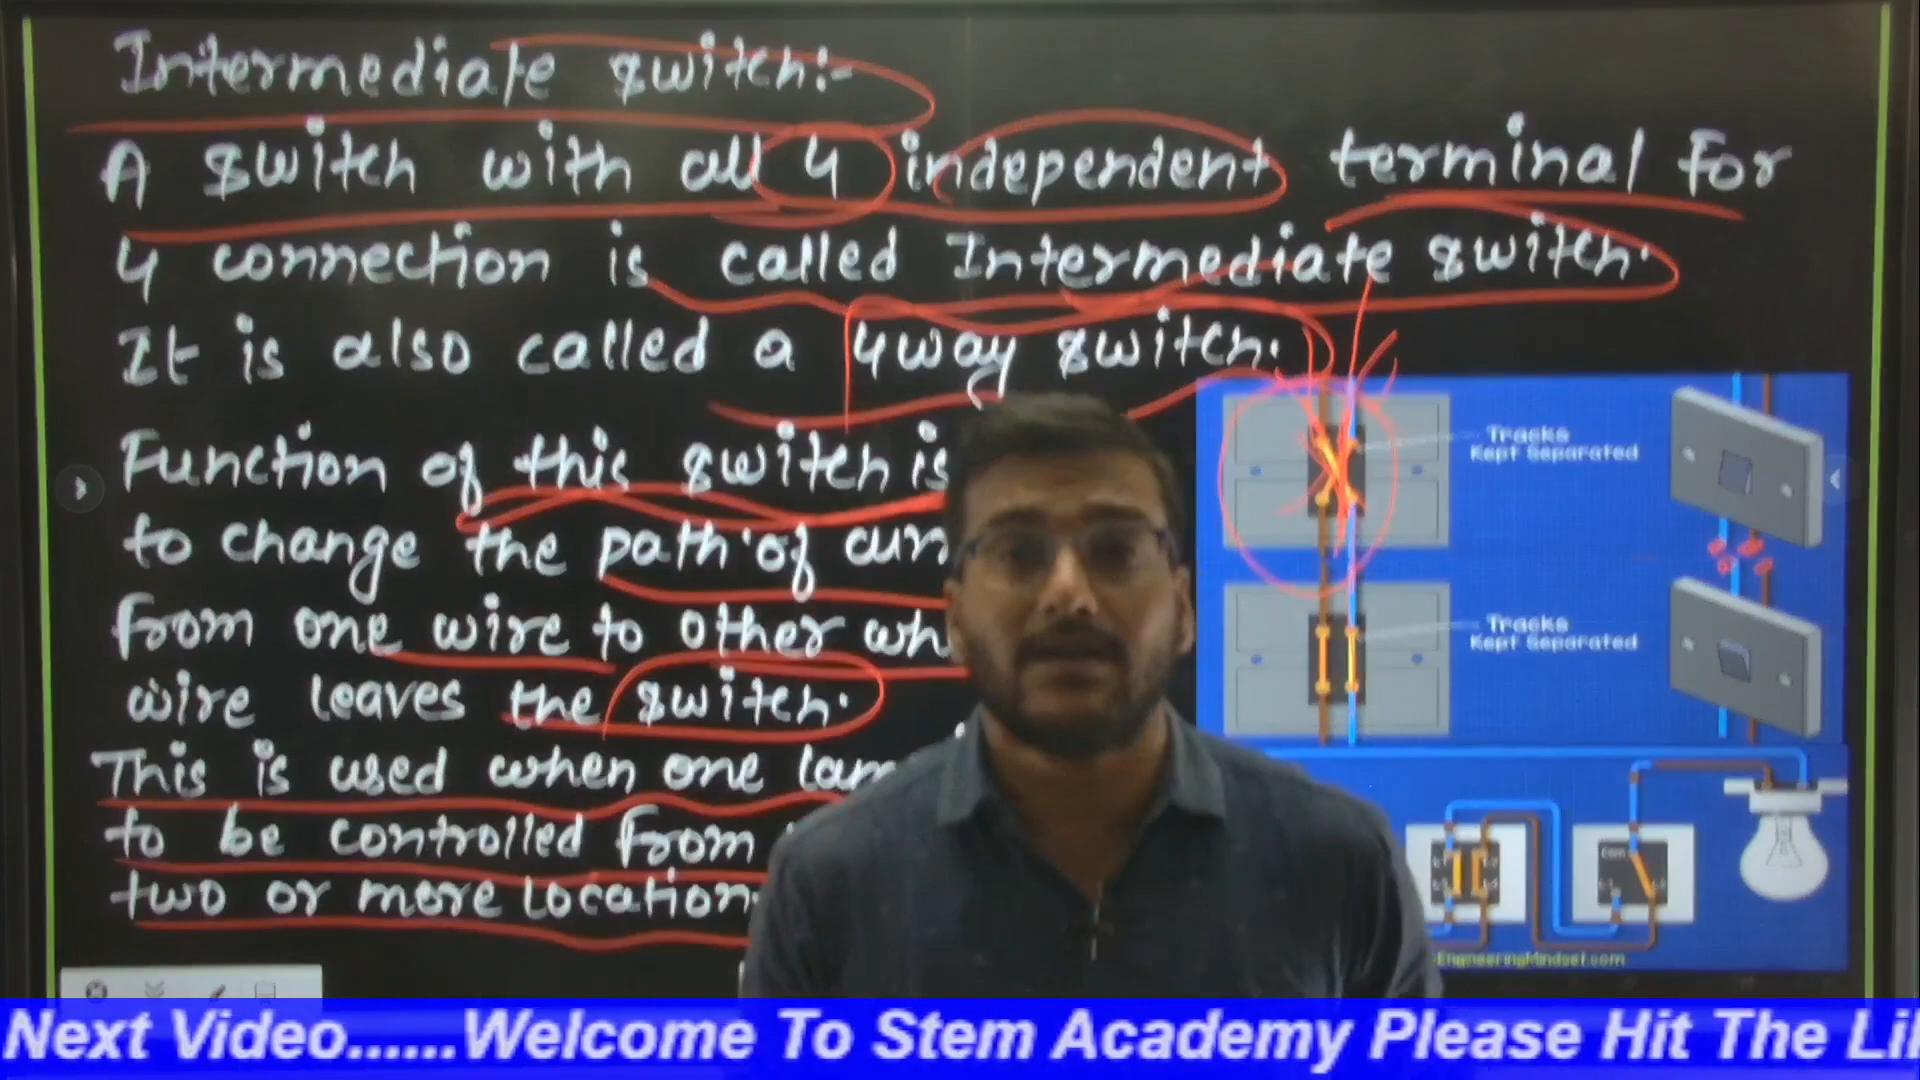 Intermediate switch:-
A switch with all 4 independent terminal for
4 connection is called Intermediate switch.
It is also called a 4way switch.
Function of this switch is
to change the path of
from one wire to other
wire leaves the switch.
This is used when one
to be controlled from
two or more location.
Tracks
Kept Separated
Tracks
Kept Separated
Com
EngineeringMindset.com
Next Video......Welcome To Stem Academy Please Hit The